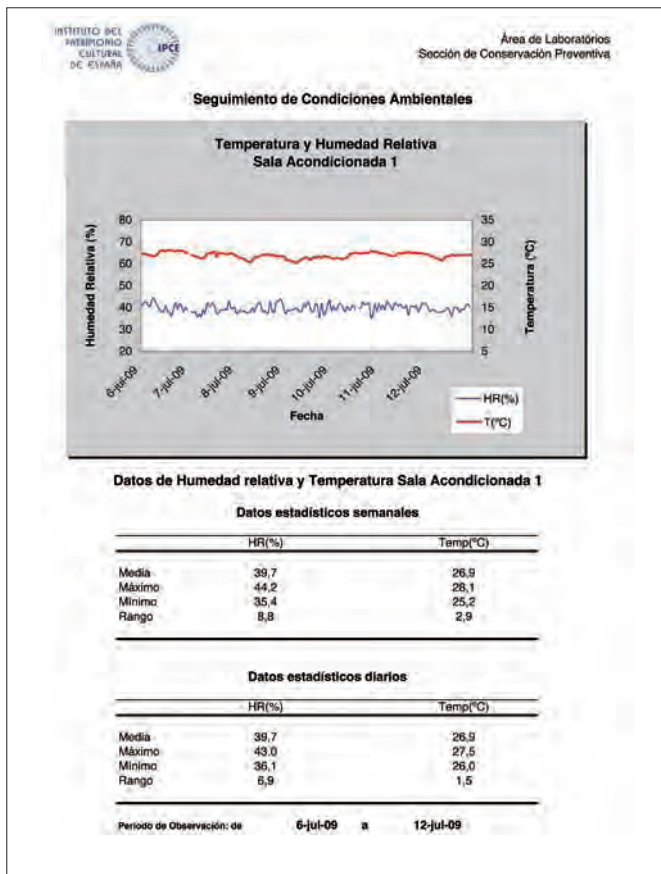 INSTITUTO DEL
PATRIMONIO
CULTURAL
DE ESPAÑA
IPCE
Área de Laboratórios
Sección de Conservación Preventiva
Seguimiento de Condiciones Ambientales
Temperatura y Humedad Relativa
Sala Acondicionada 1
Humedad Relativa (%)
80
70
60
50
40
30
20
35
30
25
20
15
10
5
Temperatura (ºC)
6-jul-09
7-jul-09
8-jul-09
9-jul-09
10-jul-09
11-jul-09
12-jul-09
Fecha
HR(%)
T(ºC)
Datos de Humedad relativa y Temperatura Sala Acondicionada 1
Datos estadísticos semanales
HR(%) Temp(ºC)
Media 39,7 26,9
Máximo 44,2 28,1
Mínimo 35,4 25,2
Rango 8,8 2,9
Datos estadísticos diarios
HR(%) Temp(ºC)
Media 39,7 26,9
Máximo 43,0 27,5
Mínimo 36,1 26,0
Rango 6,9 1,5
Periodo de Observación: de 6-jul-09 a 12-jul-09